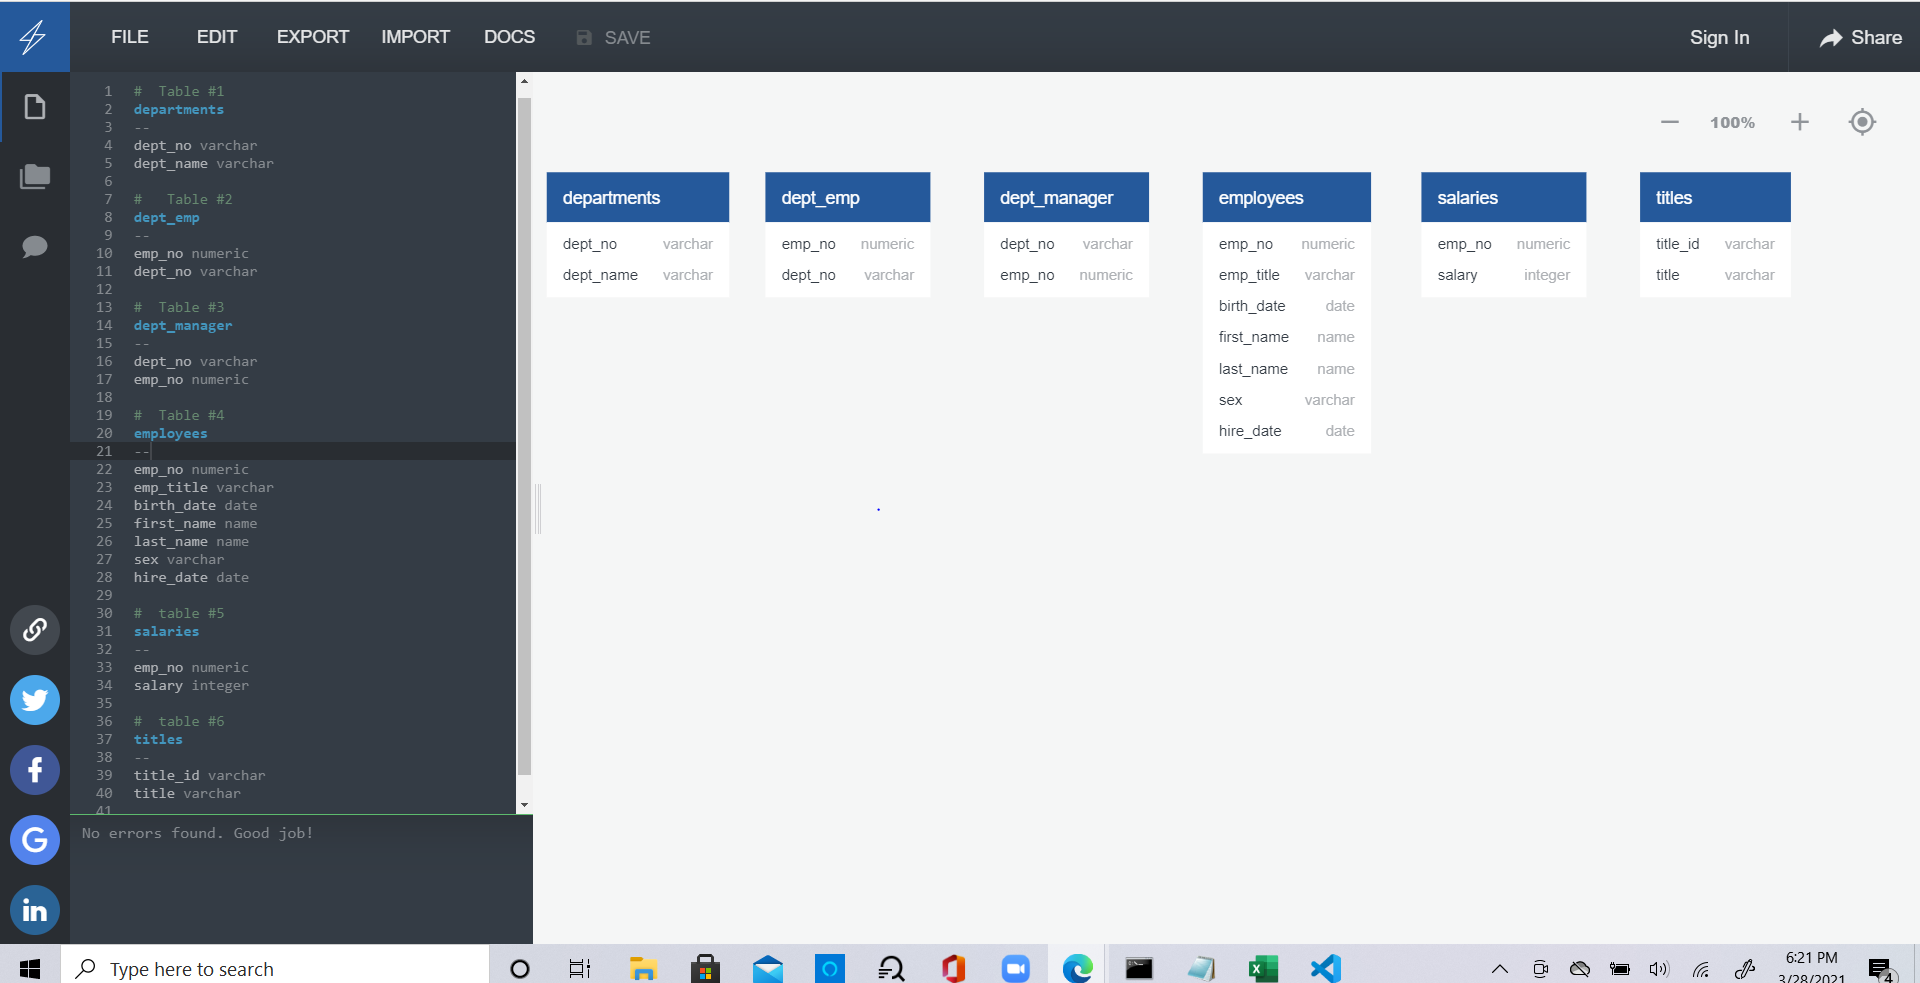 FILE EDIT EXPORT IMPORT DOCS SAVE Sign In Share
1 # Table #1
2 departments
3 --
4 dept_no varchar
5 dept_name varchar
6
7 # Table #2
8 dept_emp
9 --
10 emp_no numeric
11 dept_no varchar
12
13 # Table #3
14 dept_manager
15 --
16 dept_no varchar
17 emp_no numeric
18
19 # Table #4
20 employees
21 --
22 emp_no numeric
23 emp_title varchar
24 birth_date date
25 first_name name
26 last_name name
27 sex varchar
28 hire_date date
29
30 # table #5
31 salaries
32 --
33 emp_no numeric
34 salary integer
35
36 # table #6
37 titles
38 --
39 title_id varchar
40 title varchar
41
No errors found. Good job!
100%
departments
dept_no varchar
dept_name varchar
dept_emp
emp_no numeric
dept_no varchar
dept_manager
dept_no varchar
emp_no numeric
employees
emp_no numeric
emp_title varchar
birth_date date
first_name name
last_name name
sex varchar
hire_date date
salaries
emp_no numeric
salary integer
titles
title_id varchar
title varchar
f
G
in
Type here to search
6:21 PM
3/28/2021
4